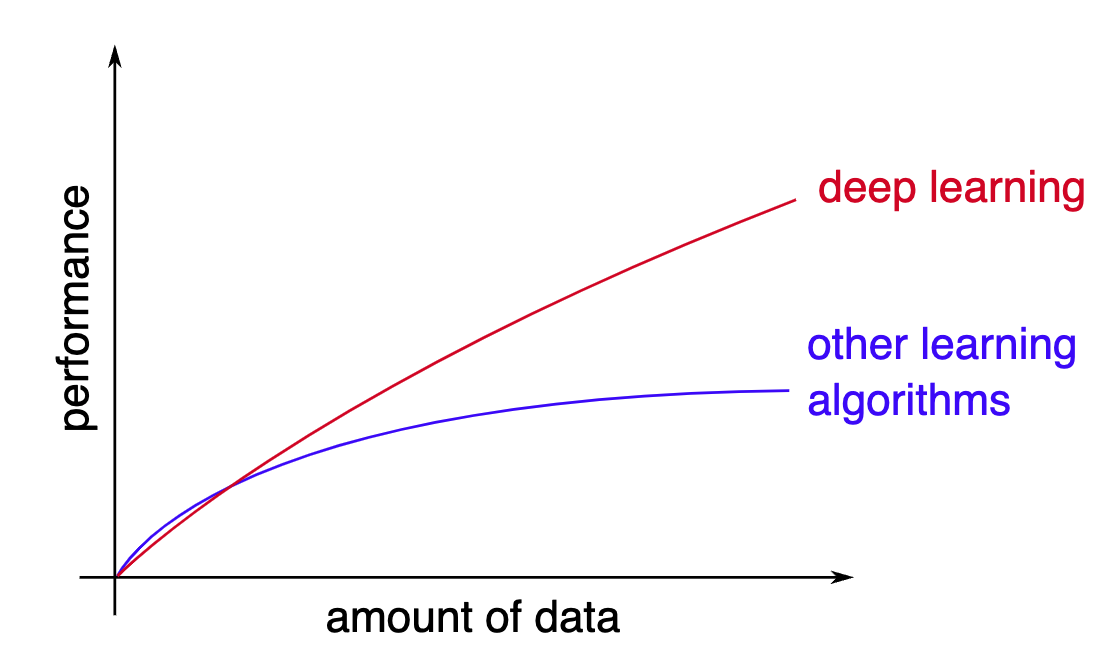 performance
deep learning
other learning
algorithms
amount of data